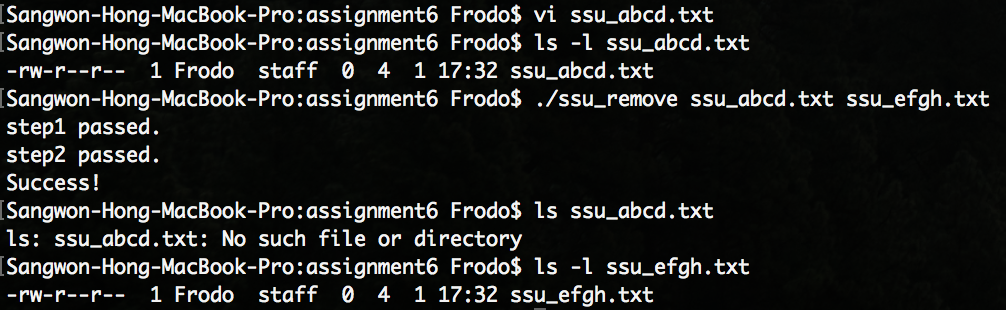 Sangwon-Hong-MacBook-Pro:assignment6 Frodo$ vi ssu_abcd.txt
Sangwon-Hong-MacBook-Pro:assignment6 Frodo$ ls -l ssu_abcd.txt
-rw-r--r--  1 Frodo  staff  0  4  1 17:32 ssu_abcd.txt
Sangwon-Hong-MacBook-Pro:assignment6 Frodo$ ./ssu_remove ssu_abcd.txt ssu_efgh.txt
step1 passed.
step2 passed.
Success!
Sangwon-Hong-MacBook-Pro:assignment6 Frodo$ ls ssu_abcd.txt
ls: ssu_abcd.txt: No such file or directory
Sangwon-Hong-MacBook-Pro:assignment6 Frodo$ ls -l ssu_efgh.txt
-rw-r--r--  1 Frodo  staff  0  4  1 17:32 ssu_efgh.txt